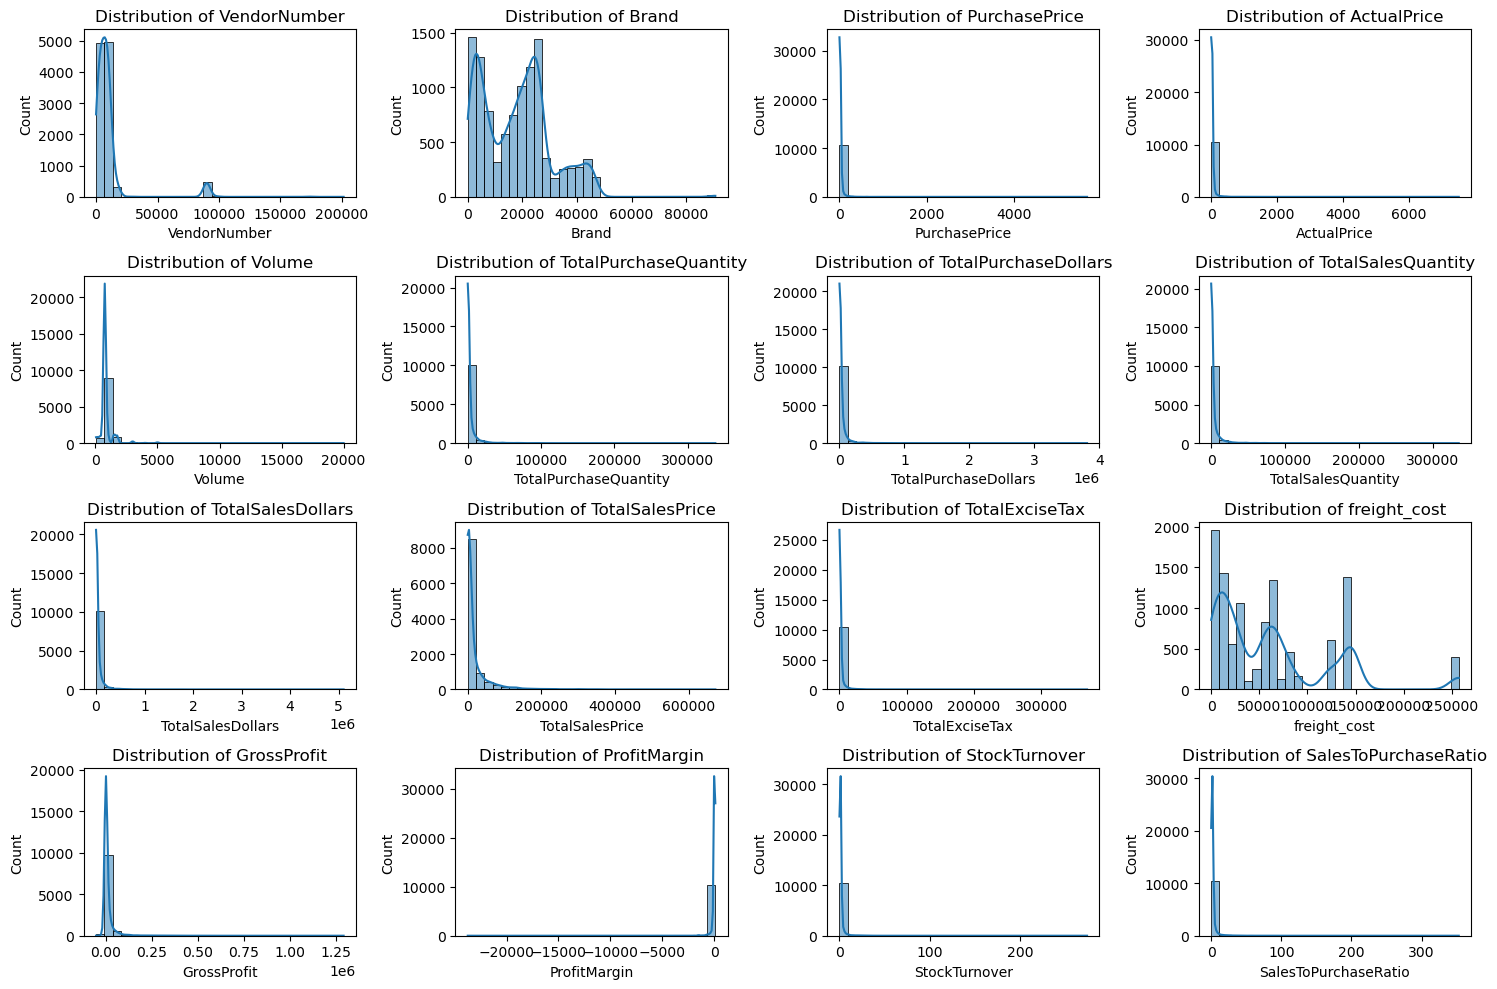 Distribution of VendorNumber
Distribution of Brand
Distribution of PurchasePrice
Distribution of ActualPrice
5000
4000
3000
2000
1000
0
Count
0 50000 100000 150000 200000
VendorNumber
1500
1000
500
0
Count
0 20000 40000 60000 80000
Brand
30000
20000
10000
0
Count
0 2000 4000
PurchasePrice
30000
20000
10000
0
Count
0 2000 4000 6000
ActualPrice
Distribution of Volume
Distribution of TotalPurchaseQuantity
Distribution of TotalPurchaseDollars
Distribution of TotalSalesQuantity
20000
15000
10000
5000
0
Count
0 5000 10000 15000 20000
Volume
20000
15000
10000
5000
0
Count
0 100000 200000 300000
TotalPurchaseQuantity
20000
15000
10000
5000
0
Count
0 1 2 3 4
1e6
TotalPurchaseDollars
20000
15000
10000
5000
0
Count
0 100000 200000 300000
TotalSalesQuantity
Distribution of TotalSalesDollars
Distribution of TotalSalesPrice
Distribution of TotalExciseTax
Distribution of freight_cost
20000
15000
10000
5000
0
Count
0 1 2 3 4 5
1e6
TotalSalesDollars
8000
6000
4000
2000
0
Count
0 200000 400000 600000
TotalSalesPrice
25000
20000
15000
10000
5000
0
Count
0 100000 200000 300000
TotalExciseTax
2000
1500
1000
500
0
Count
0 50000 100000 150000 200000 250000
freight_cost
Distribution of GrossProfit
Distribution of ProfitMargin
Distribution of StockTurnover
Distribution of SalesToPurchaseRatio
20000
15000
10000
5000
0
Count
0.00 0.25 0.50 0.75 1.00 1.25
1e6
GrossProfit
30000
20000
10000
0
Count
−20000 −15000 −10000 −5000 0
ProfitMargin
30000
20000
10000
0
Count
0 100 200
StockTurnover
30000
20000
10000
0
Count
0 100 200 300
SalesToPurchaseRatio